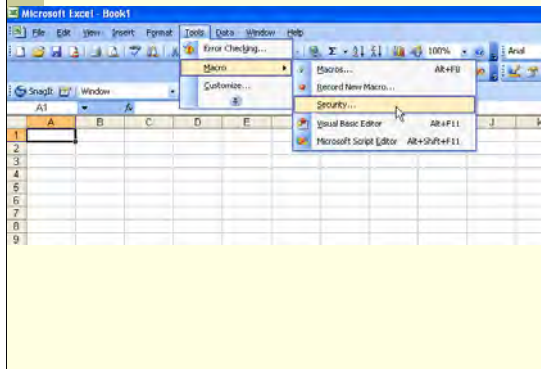 Microsoft Excel - Book1
File Edit View Insert Format Tools Data Window Help
Error Checking...
100%
Arial
Macro
Macros... Alt+F8
SnagIt Window
Customize...
Record New Macro...
A1
fx
Security...
A B C D E J
Visual Basic Editor Alt+F11
Microsoft Script Editor Alt+Shift+F11
1
2
3
4
5
6
7
8
9